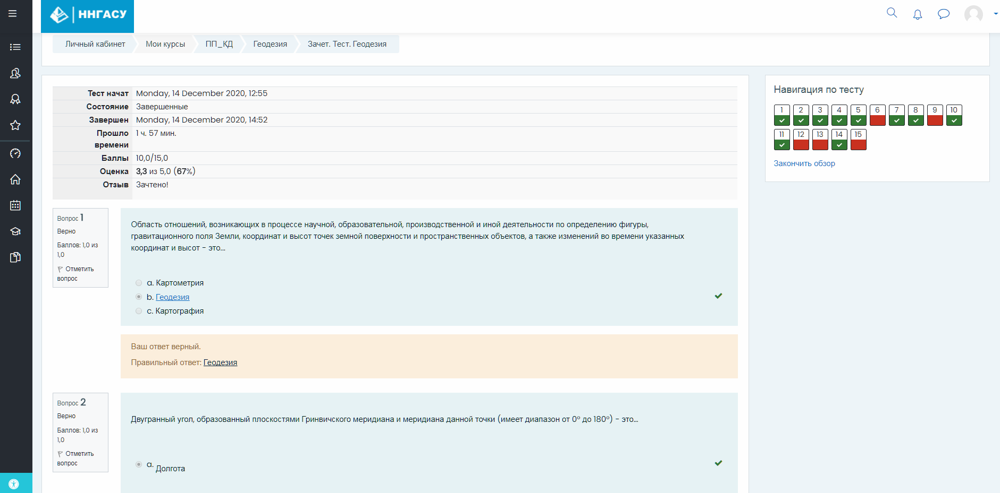 ННГАСУ
Личный кабинет Мои курсы ПП_КД Геодезия Зачет. Тест. Геодезия
Тест начат Monday, 14 December 2020, 12:55
Состояние Завершенные
Завершен Monday, 14 December 2020, 14:52
Прошло 1 ч. 57 мин.
времени
Баллы 10,0/15,0
Оценка 3,3 из 5,0 (67%)
Отзыв Зачтено!
Вопрос 1
Верно
Баллов: 1,0 из
1,0
Отметить
вопрос
Область отношений, возникающих в процессе научной, образовательной, производственной и иной деятельности по определению фигуры,
гравитационного поля Земли, координат и высот точек земной поверхности и пространственных объектов, а также изменений во времени указанных
координат и высот - это...
a. Картометрия
b. Геодезия
c. Картография
Ваш ответ верный.
Правильный ответ: Геодезия
Вопрос 2
Верно
Баллов: 1,0 из
1,0
Отметить
вопрос
Двугранный угол, образованный плоскостями Гринвичского меридиана и меридиана данной точки (имеет диапазон от 0° до 180°) - это...
a. Долгота
Навигация по тесту
1 2 3 4 5 6 7 8 9 10
11 12 13 14 15
Закончить обзор